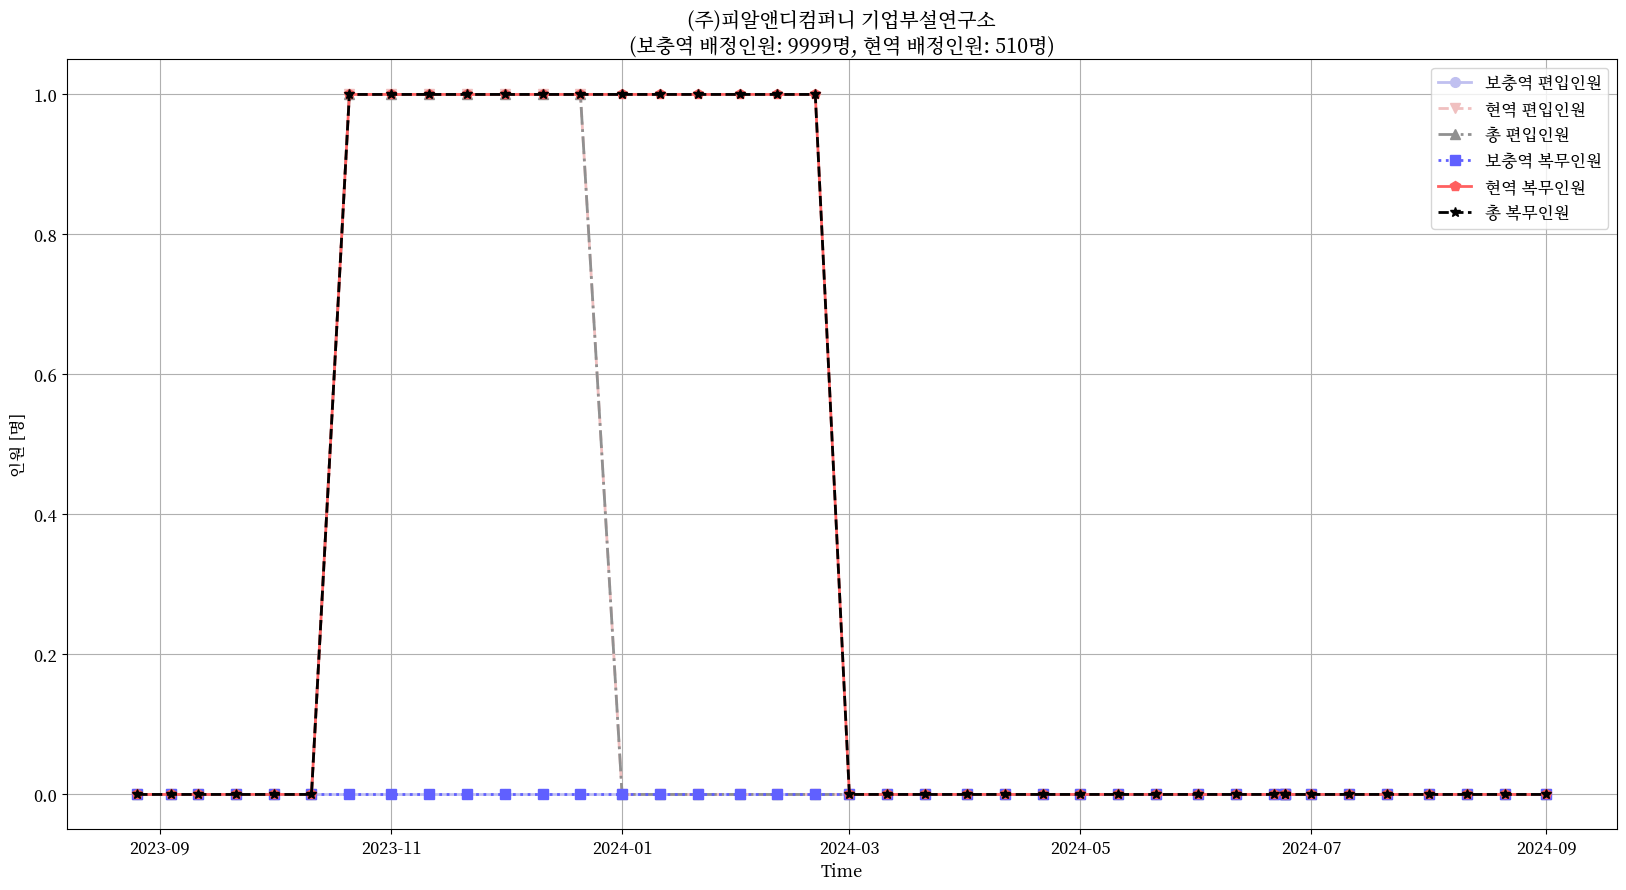 (주)피알앤디컴퍼니 기업부설연구소
(보충역 배정인원: 9999명, 현역 배정인원: 510명)
보충역 편입인원
현역 편입인원
총 편입인원
보충역 복무인원
현역 복무인원
총 복무인원
인원 [명]
1.0
0.8
0.6
0.4
0.2
0.0
2023-09
2023-11
2024-01
2024-03
2024-05
2024-07
2024-09
Time